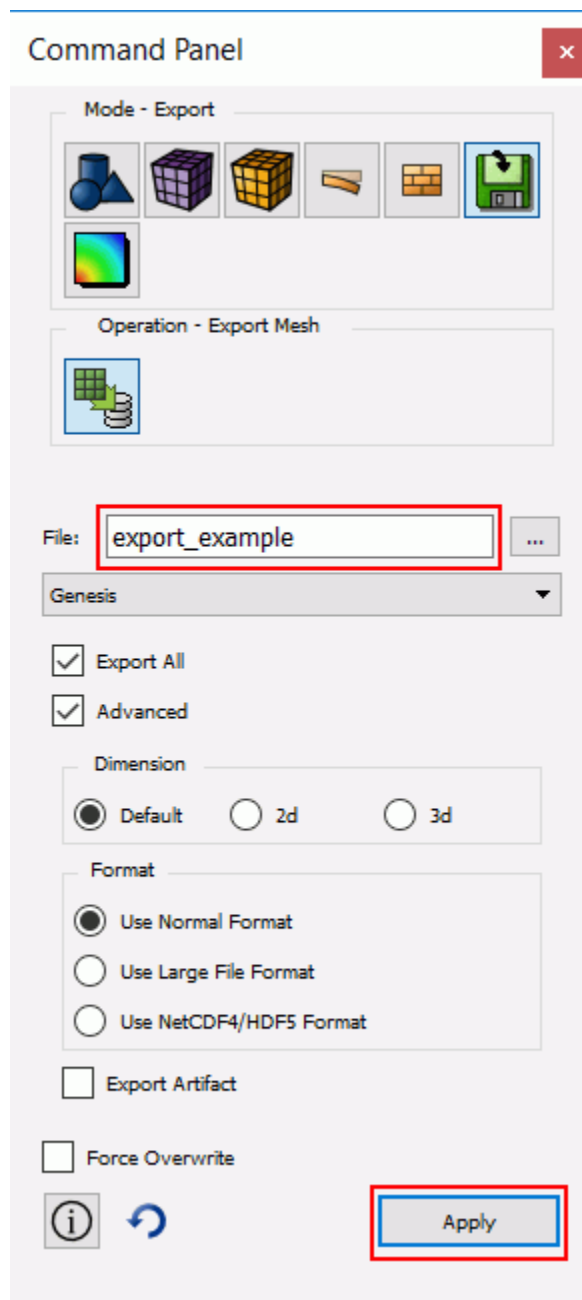 Command Panel
Mode - Export
Operation - Export Mesh
File: export_example ...
Genesis
Export All
Advanced
Dimension
Default 2d 3d
Format
Use Normal Format
Use Large File Format
Use NetCDF4/HDF5 Format
Export Artifact
Force Overwrite
Apply